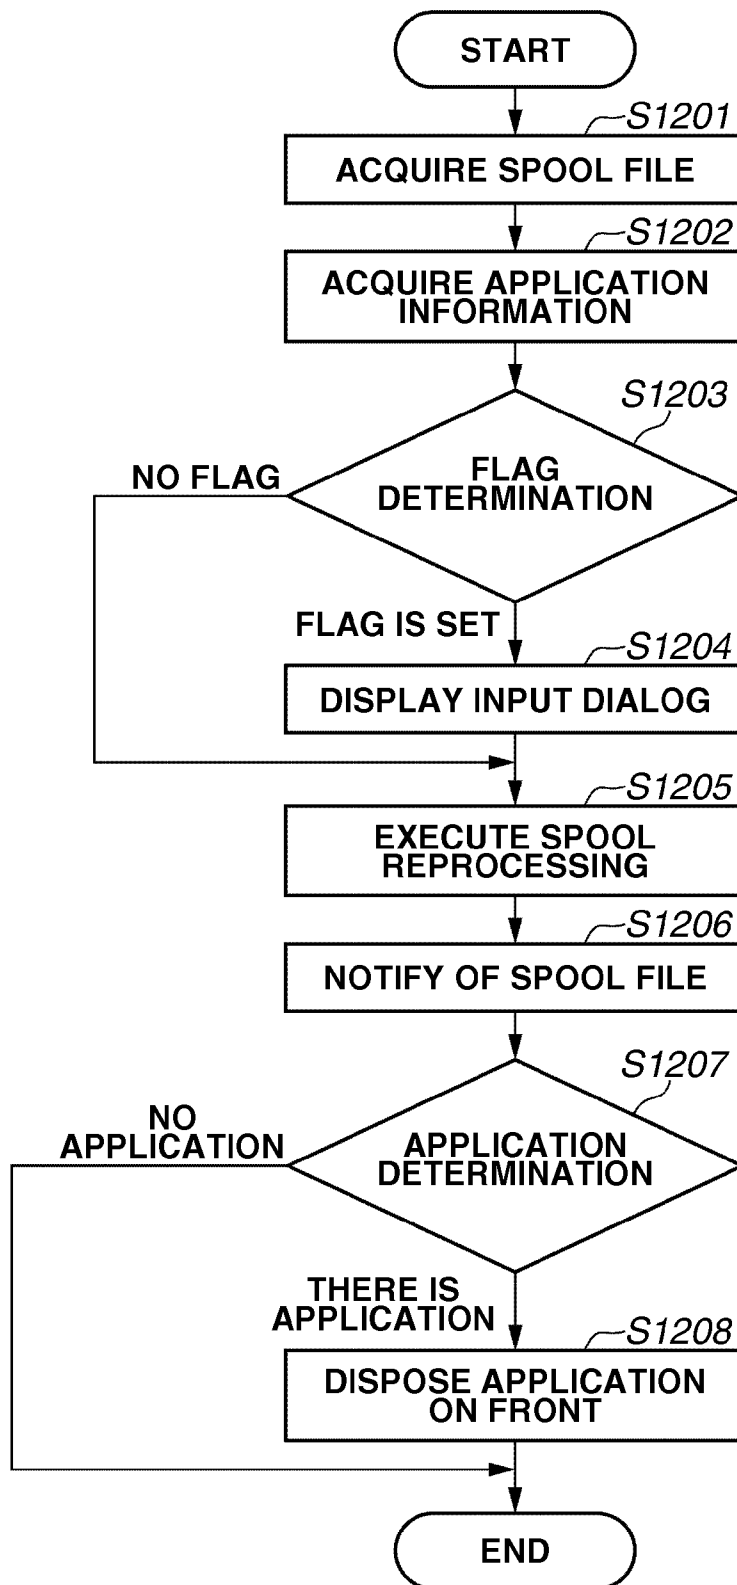 START
S1201
ACQUIRE SPOOL FILE
S1202
ACQUIRE APPLICATION
INFORMATION
S1203
FLAG
DETERMINATION
NO FLAG
FLAG IS SET
S1204
DISPLAY INPUT DIALOG
S1205
EXECUTE SPOOL
REPROCESSING
S1206
NOTIFY OF SPOOL FILE
S1207
NO
APPLICATION
APPLICATION
DETERMINATION
THERE IS
APPLICATION
S1208
DISPOSE APPLICATION
ON FRONT
END